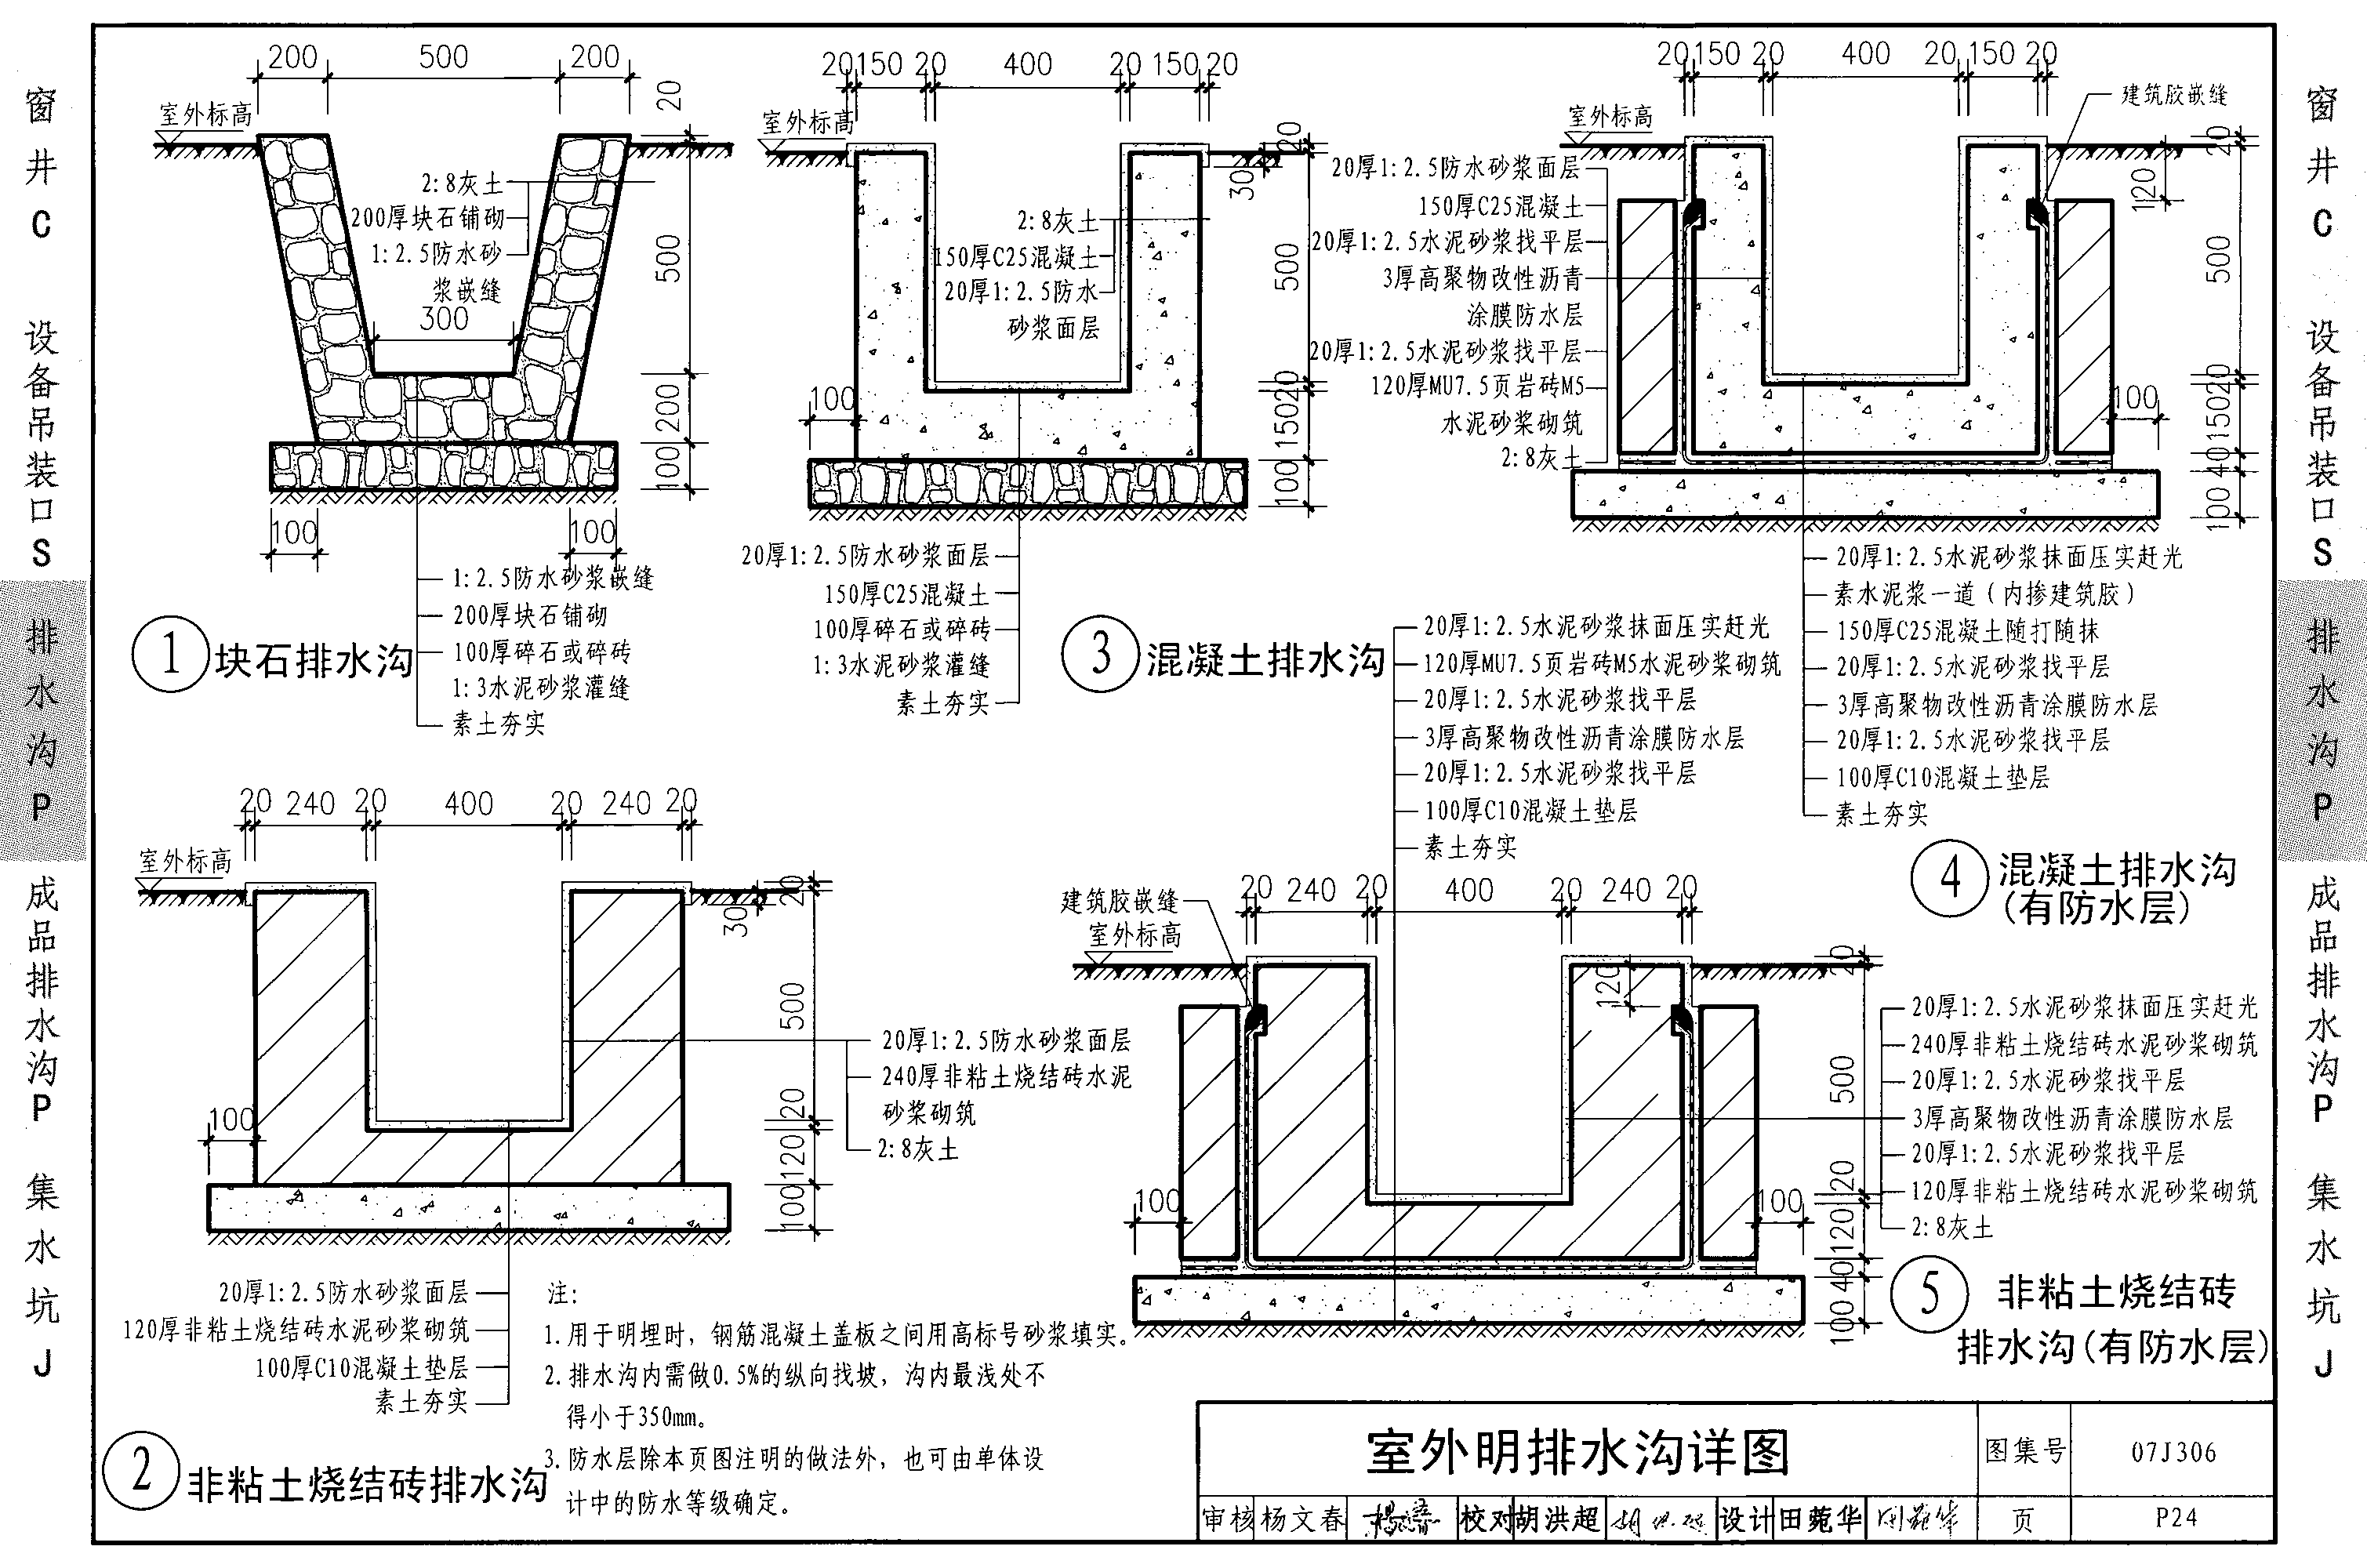 窗井C
设备吊装口S
排水沟P
成品排水沟P
集水坑J
200 500 200
20
室外标高
2:8灰土
200厚块石铺砌
1:2.5防水砂
浆嵌缝
300
500
200
100
100 100
1:2.5防水砂浆嵌缝
200厚块石铺砌
100厚碎石或碎砖
1:3水泥砂浆灌缝
素土夯实
1 块石排水沟
20 150 20 400 20 150 20
室外标高
20
30
2:8灰土
150厚C25混凝土
20厚1:2.5防水
砂浆面层
500
20
150
100
100
20厚1:2.5防水砂浆面层
150厚C25混凝土
100厚碎石或碎砖
1:3水泥砂浆灌缝
素土夯实
3 混凝土排水沟
20 150 20 400 20 150 20
建筑胶嵌缝
室外标高
20
120
20厚1:2.5防水砂浆面层
150厚C25混凝土
20厚1:2.5水泥砂浆找平层
3厚高聚物改性沥青
涂膜防水层
20厚1:2.5水泥砂浆找平层
120厚MU7.5页岩砖M5
水泥砂浆砌筑
2:8灰土
500
20
150
40
100
100
20厚1:2.5水泥砂浆抹面压实赶光
素水泥浆一道(内掺建筑胶)
150厚C25混凝土随打随抹
20厚1:2.5水泥砂浆找平层
3厚高聚物改性沥青涂膜防水层
20厚1:2.5水泥砂浆找平层
100厚C10混凝土垫层
素土夯实
4 混凝土排水沟
(有防水层)
20 240 20 400 20 240 20
室外标高
20
30
500
20
120
100
100
20厚1:2.5防水砂浆面层
240厚非粘土烧结砖水泥
砂浆砌筑
2:8灰土
20厚1:2.5防水砂浆面层
120厚非粘土烧结砖水泥砂浆砌筑
100厚C10混凝土垫层
素土夯实
2 非粘土烧结砖排水沟
20厚1:2.5水泥砂浆抹面压实赶光
120厚MU7.5页岩砖M5水泥砂浆砌筑
20厚1:2.5水泥砂浆找平层
3厚高聚物改性沥青涂膜防水层
20厚1:2.5水泥砂浆找平层
100厚C10混凝土垫层
素土夯实
20 240 20 400 20 240 20
建筑胶嵌缝
室外标高
20
120
500
20
120
40
100
100 100
20厚1:2.5水泥砂浆抹面压实赶光
240厚非粘土烧结砖水泥砂浆砌筑
20厚1:2.5水泥砂浆找平层
3厚高聚物改性沥青涂膜防水层
20厚1:2.5水泥砂浆找平层
120厚非粘土烧结砖水泥砂浆砌筑
2:8灰土
5 非粘土烧结砖
排水沟(有防水层)
注:
1.用于明埋时,钢筋混凝土盖板之间用高标号砂浆填实。
2.排水沟内需做0.5%的纵向找坡,沟内最浅处不
得小于350mm。
3.防水层除本页图注明的做法外,也可由单体设
计中的防水等级确定。
室外明排水沟详图 图集号 07J306
审核 杨文春 校对 胡洪超 设计 田菀华 页 P24
窗井C
设备吊装口S
排水沟P
成品排水沟P
集水坑J